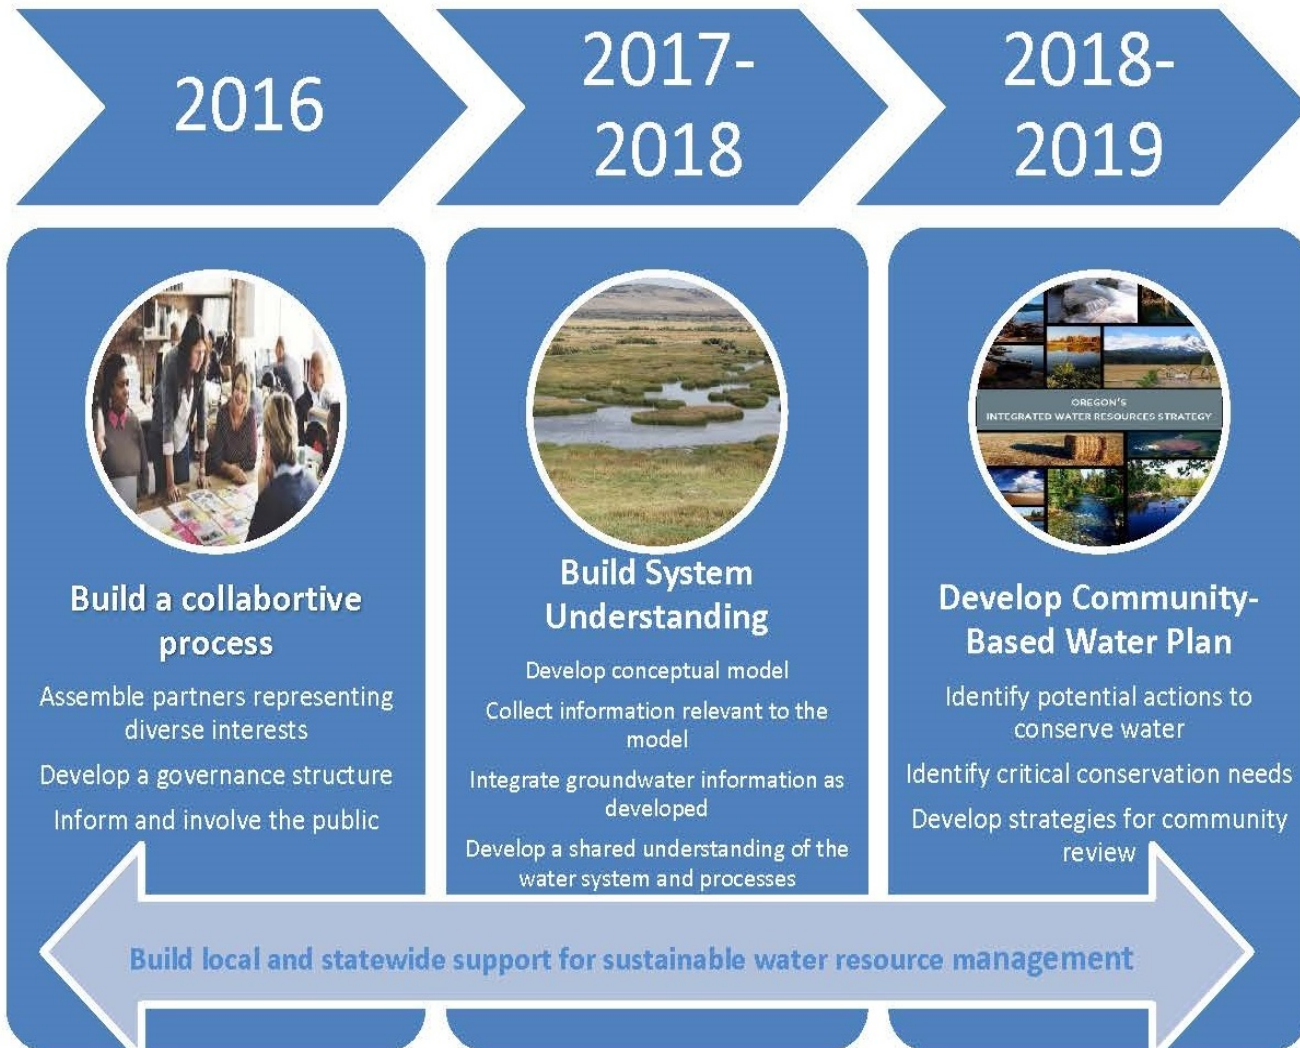 2016
2017-
2018
2018-
2019
Build a collabortive
process
Assemble partners representing
diverse interests
Develop a governance structure
Inform and involve the public
Build System
Understanding
Develop conceptual model
Collect information relevant to the
model
Integrate groundwater information as
developed
Develop a shared understanding of the
water system and processes
OREGON'S
INTEGRATED WATER RESOURCES STRATEGY
Develop Community-
Based Water Plan
Identify potential actions to
conserve water
Identify critical conservation needs
Develop strategies for community
review
Build local and statewide support for sustainable water resource management